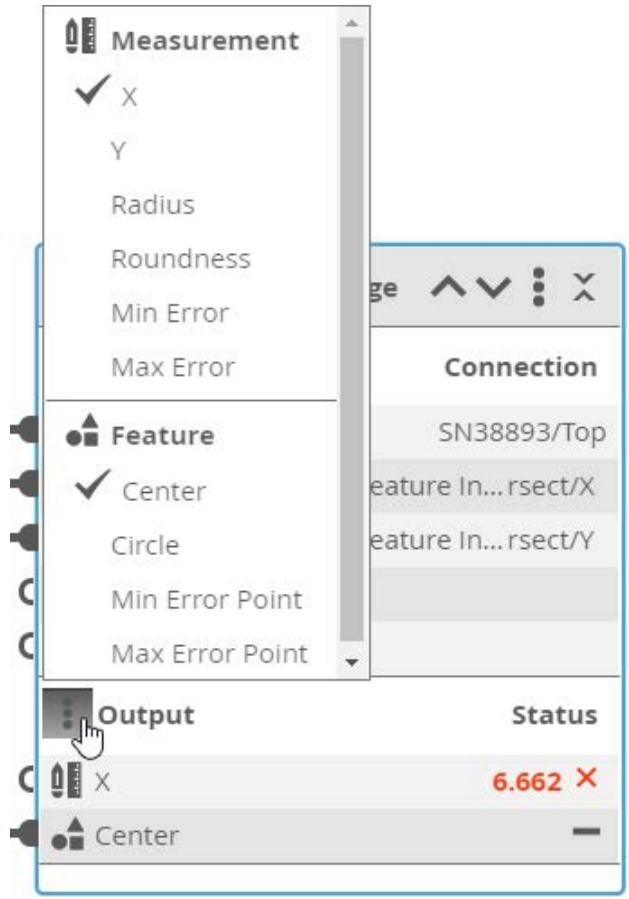 Measurement
X
Y
Radius
Roundness
Min Error
Max Error
Feature
Center
Circle
Min Error Point
Max Error Point
ge
Connection
SN38893/Top
eature In...rsect/X
eature In...rsect/Y
Output Status
X 6.662
Center